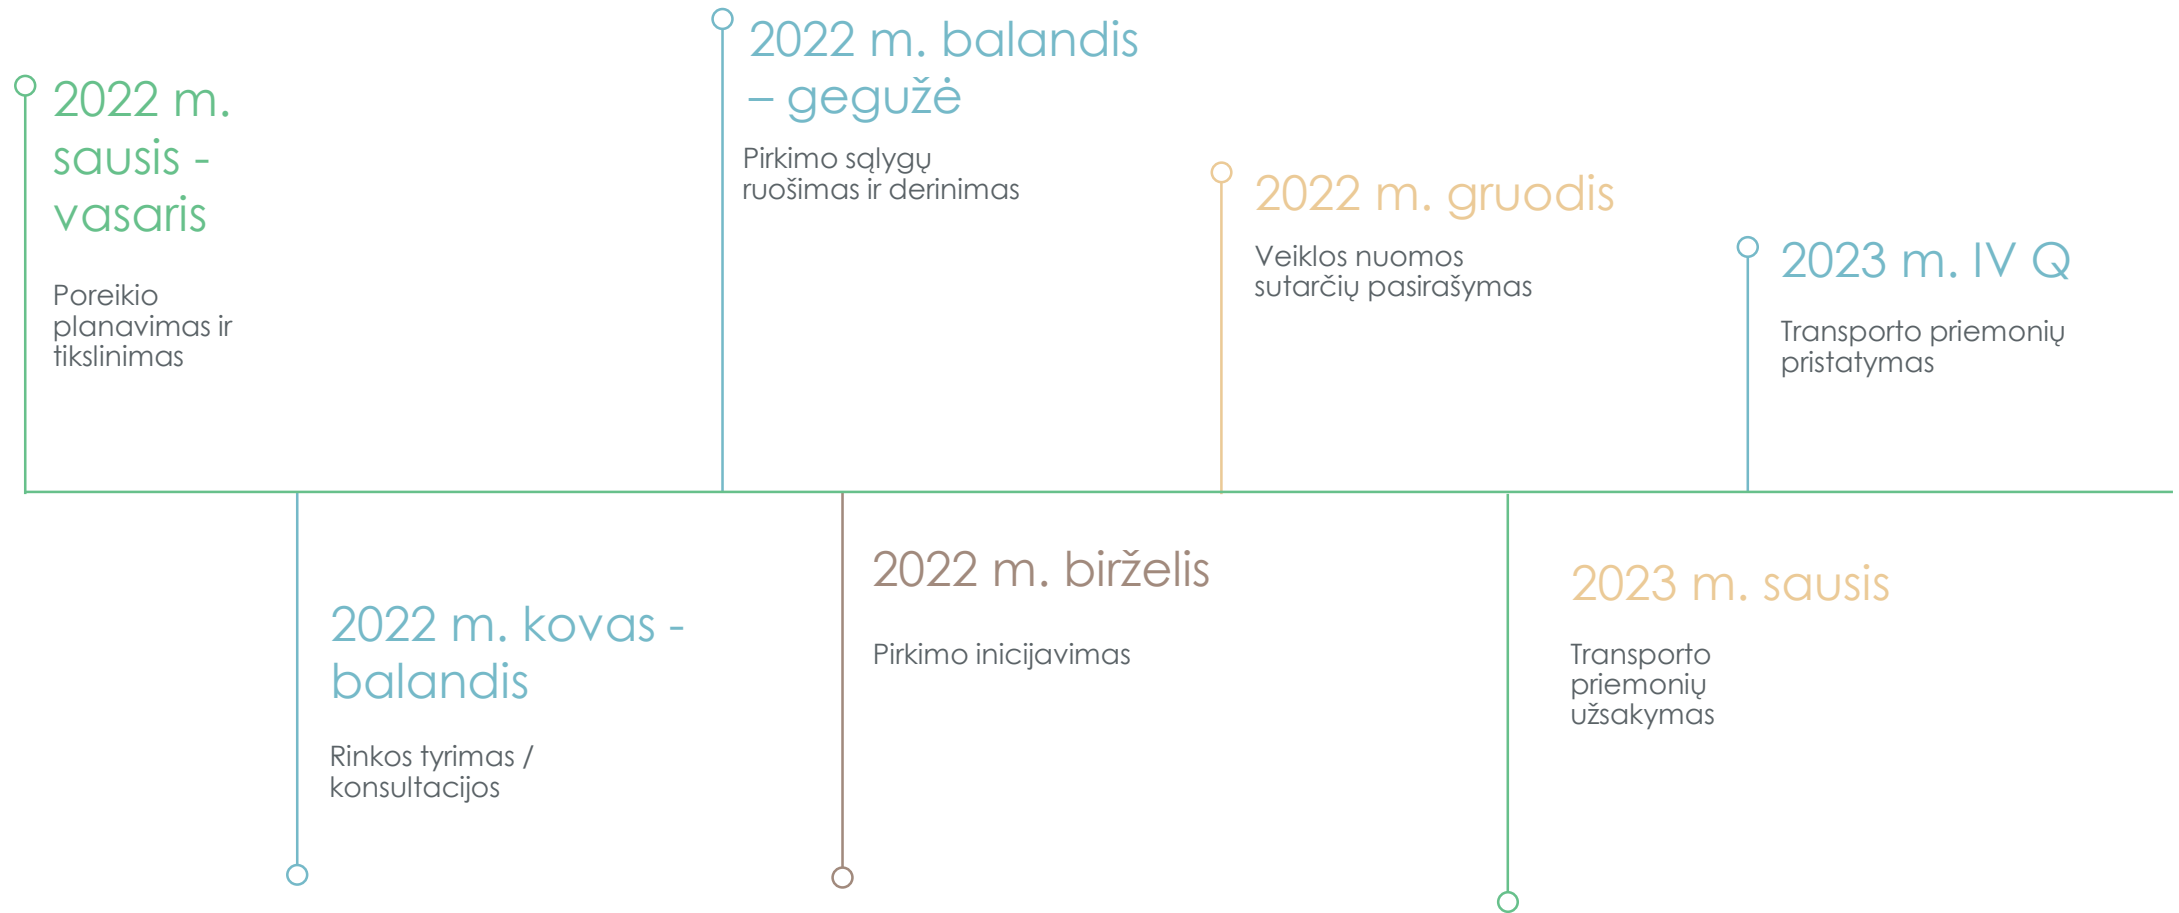 2022 m.
sausis -
vasaris
Poreikio
planavimas ir
tikslinimas
2022 m. kovas -
balandis
Rinkos tyrimas /
konsultacijos
2022 m. balandis
– gegužė
Pirkimo sąlygų
ruošimas ir derinimas
2022 m. birželis
Pirkimo inicijavimas
2022 m. gruodis
Veiklos nuomos
sutarčių pasirašymas
2023 m. sausis
Transporto
priemonių
užsakymas
2023 m. IV Q
Transporto priemonių
pristatymas